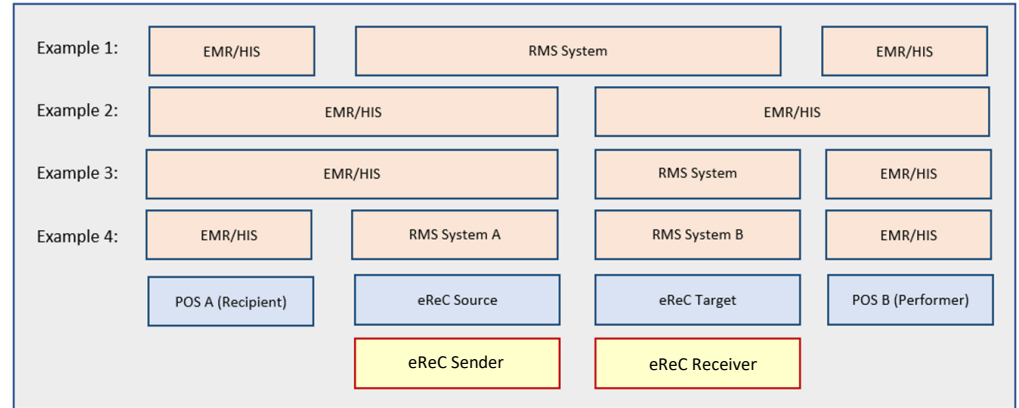 Example 1: EMR/HIS RMS System EMR/HIS
Example 2: EMR/HIS EMR/HIS
Example 3: EMR/HIS RMS System EMR/HIS
Example 4: EMR/HIS RMS System A RMS System B EMR/HIS
POS A (Recipient) eReC Source eReC Target POS B (Performer)
eReC Sender eReC Receiver